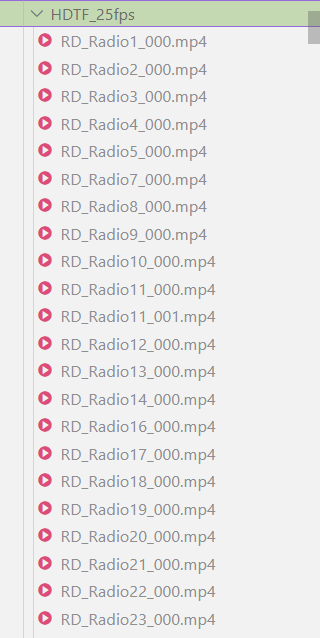 HDTF_25fps
RD_Radio1_000.mp4
RD_Radio2_000.mp4
RD_Radio3_000.mp4
RD_Radio4_000.mp4
RD_Radio5_000.mp4
RD_Radio7_000.mp4
RD_Radio8_000.mp4
RD_Radio9_000.mp4
RD_Radio10_000.mp4
RD_Radio11_000.mp4
RD_Radio11_001.mp4
RD_Radio12_000.mp4
RD_Radio13_000.mp4
RD_Radio14_000.mp4
RD_Radio16_000.mp4
RD_Radio17_000.mp4
RD_Radio18_000.mp4
RD_Radio19_000.mp4
RD_Radio20_000.mp4
RD_Radio21_000.mp4
RD_Radio22_000.mp4
RD_Radio23_000.mp4